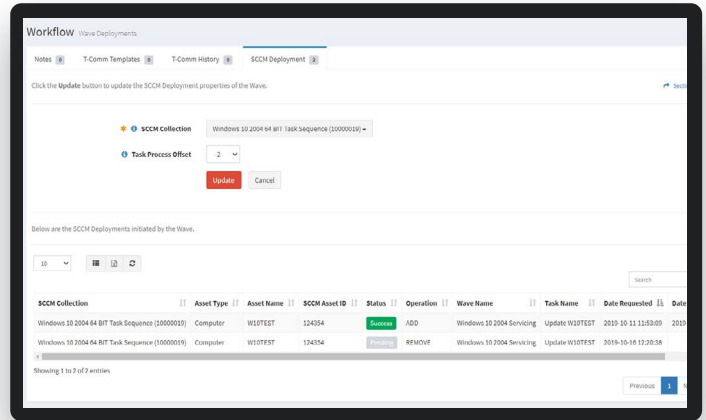 Workflow Wave Deployments
Notes 0 T-Comm Templates 0 T-Comm History 0 SCCM Deployment 2
Click the Update button to update the SCCM Deployment properties of the Wave.
Sectio
SCCM Collection Windows 10 2004 64 BIT Task Sequence (10000019)
Task Process Offset 2
Update Cancel
Below are the SCCM Deployments initiated by the Wave.
10
Search
SCCM Collection Asset Type Asset Name SCCM Asset ID Status Operation Wave Name Task Name Date Requested Date
Windows 10 2004 64 BIT Task Sequence (10000019) Computer W10TEST 124354 Success ADD Windows 10 2004 Servicing Update W10TEST 2019-10-11 11:53:09 2019-
Windows 10 2004 64 BIT Task Sequence (10000019) Computer W10TEST 124354 Pending REMOVE Windows 10 2004 Servicing Update W10TEST 2019-10-16 12:20:38
Showing 1 to 2 of 2 entries
Previous 1 N